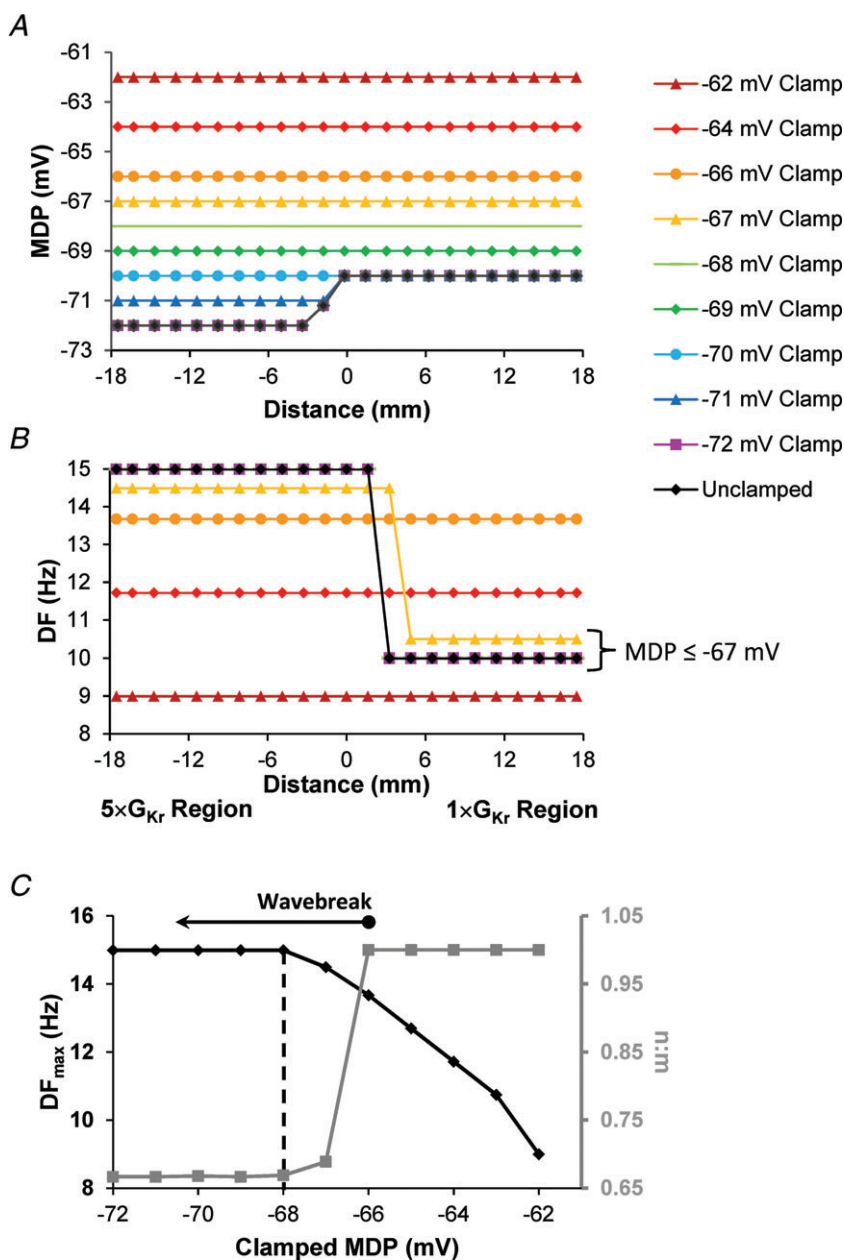 A
-61
-63
-65
-67
-69
-71
-73
MDP (mV)
-18 -12 -6 0 6 12 18
Distance (mm)
-62 mV Clamp
-64 mV Clamp
-66 mV Clamp
-67 mV Clamp
-68 mV Clamp
-69 mV Clamp
-70 mV Clamp
-71 mV Clamp
-72 mV Clamp
Unclamped
B
15
14
13
12
11
10
9
8
DF (Hz)
MDP ≤ -67 mV
-18 -12 -6 0 6 12 18
Distance (mm)
5×GKr Region 1×GKr Region
C
Wavebreak
16
14
12
10
8
DFmax (Hz)
1.05
0.95
0.85
0.75
0.65
n:m
-72 -70 -68 -66 -64 -62
Clamped MDP (mV)